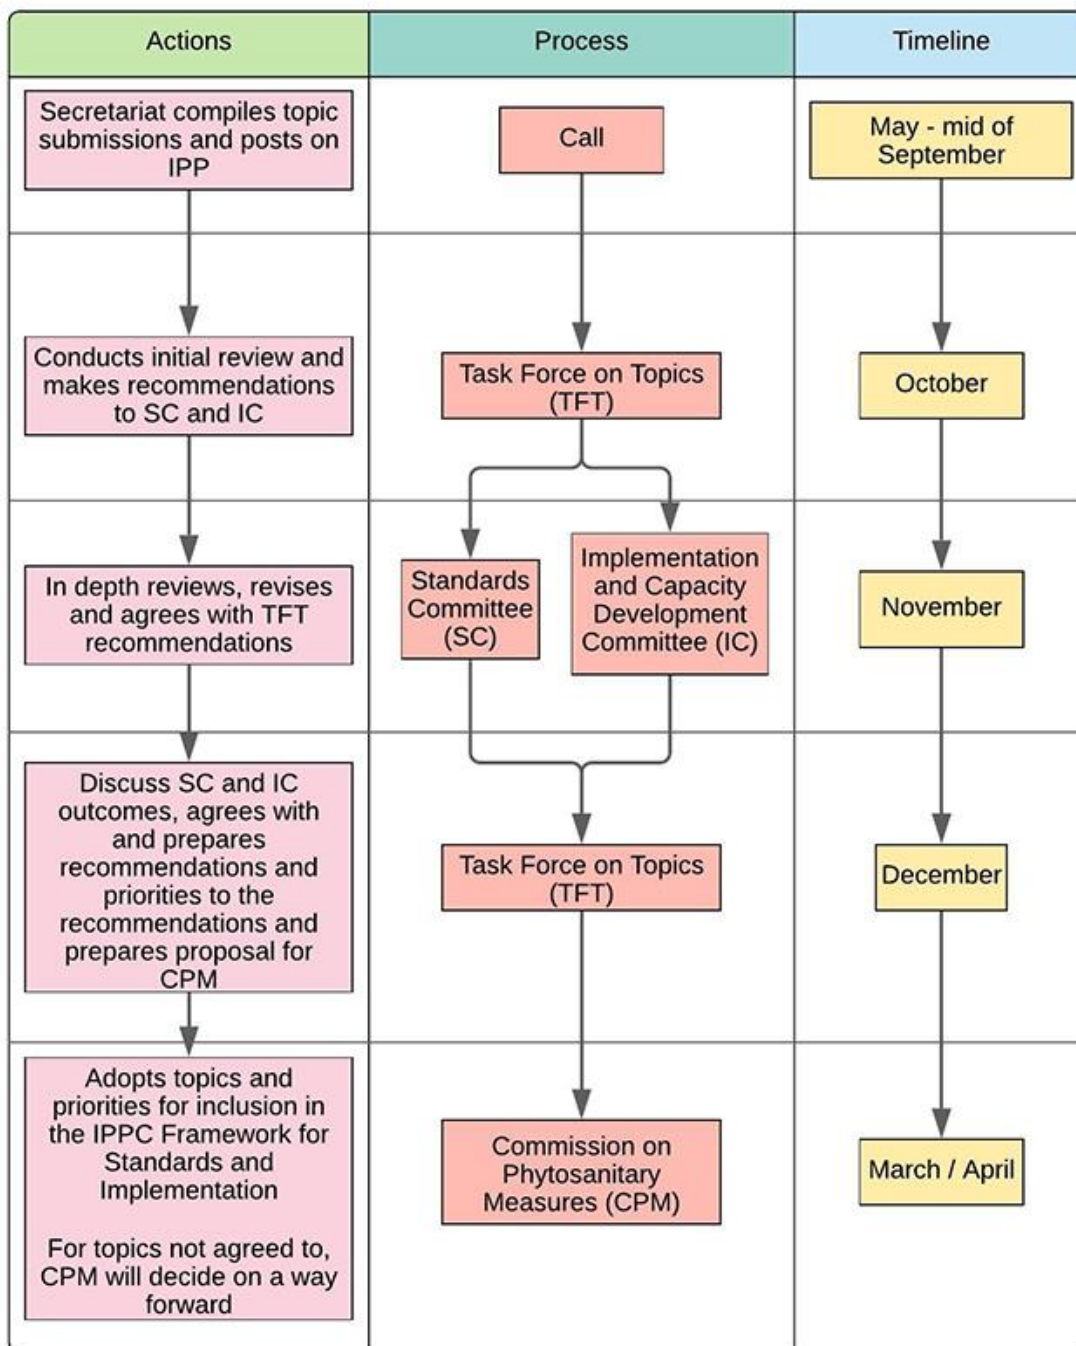 Actions
Process
Timeline
Secretariat compiles topic
submissions and posts on
IPP
Call
May - mid of
September
Conducts initial review and
makes recommendations
to SC and IC
Task Force on Topics
(TFT)
October
In depth reviews, revises
and agrees with TFT
recommendations
Standards
Committee
(SC)
Implementation
and Capacity
Development
Committee (IC)
November
Discuss SC and IC
outcomes, agrees with
and prepares
recommendations and
priorities to the
recommendations and
prepares proposal for
CPM
Task Force on Topics
(TFT)
December
Adopts topics and
priorities for inclusion in
the IPPC Framework for
Standards and
Implementation
For topics not agreed to,
CPM will decide on a way
forward
Commission on
Phytosanitary
Measures (CPM)
March / April